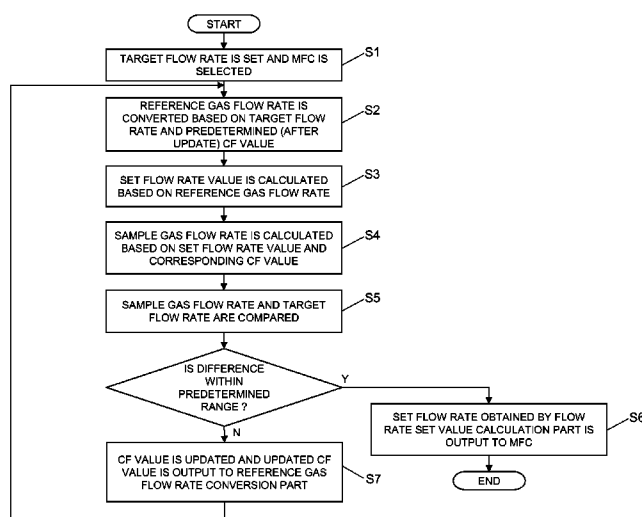 START
TARGET FLOW RATE IS SET AND MFC IS
SELECTED
S1
REFERENCE GAS FLOW RATE IS
CONVERTED BASED ON TARGET FLOW
RATE AND PREDETERMINED (AFTER
UPDATE) CF VALUE
S2
SET FLOW RATE VALUE IS CALCULATED
BASED ON REFERENCE GAS FLOW RATE
S3
SAMPLE GAS FLOW RATE IS CALCULATED
BASED ON SET FLOW RATE VALUE AND
CORRESPONDING CF VALUE
S4
SAMPLE GAS FLOW RATE AND TARGET
FLOW RATE ARE COMPARED
S5
IS DIFFERENCE
WITHIN
PREDETERMINED
RANGE ?
Y
N
SET FLOW RATE OBTAINED BY FLOW
RATE SET VALUE CALCULATION PART IS
OUTPUT TO MFC
S6
END
CF VALUE IS UPDATED AND UPDATED CF
VALUE IS OUTPUT TO REFERENCE GAS
FLOW RATE CONVERSION PART
S7